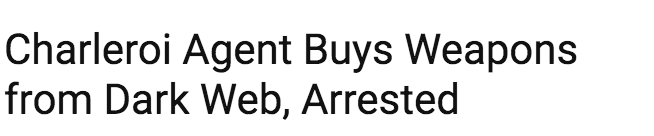 Charleroi Agent Buys Weapons
from Dark Web, Arrested